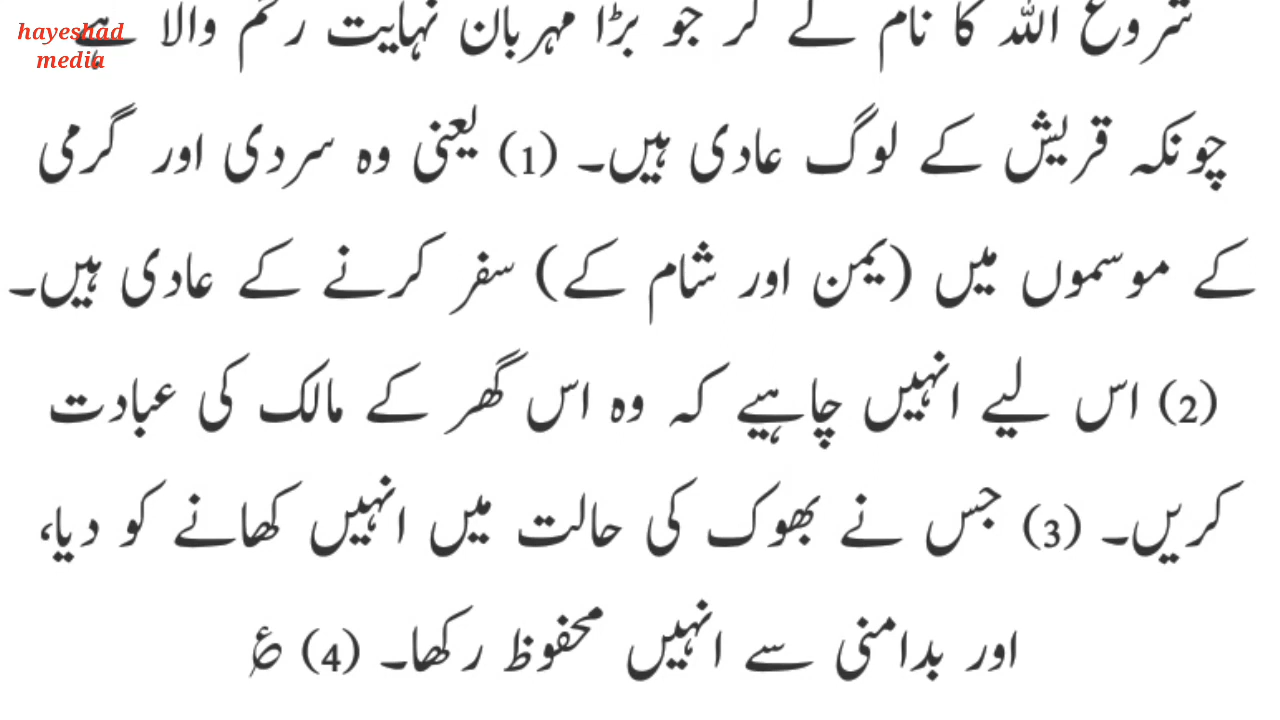 hayeshad
media
شروع اللہ کا نام لے کر جو بڑا مہربان نہایت رحم والا ہے
چونکہ قریش کے لوگ عادی ہیں۔ (1) یعنی وہ سردی اور گرمی
کے موسموں میں (یمن اور شام کے) سفر کرنے کے عادی ہیں۔
(2) اس لیے انہیں چاہیے کہ وہ اس گھر کے مالک کی عبادت
کریں۔ (3) جس نے بھوک کی حالت میں انہیں کھانے کو دیا،
اور بدامنی سے انہیں محفوظ رکھا۔ (4)